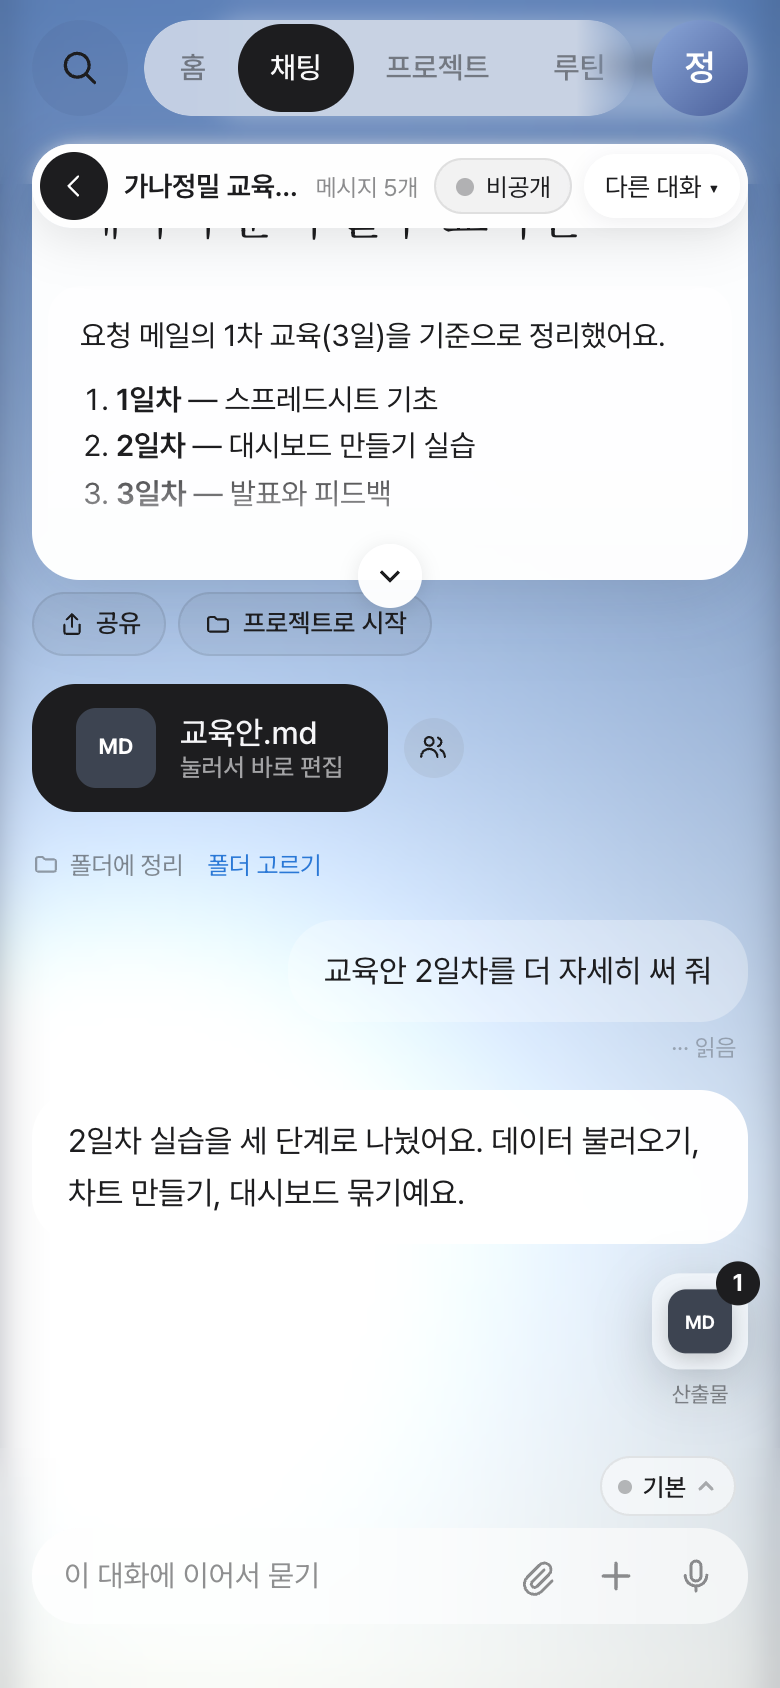 홈
채팅
프로젝트
루틴
정
가나정밀 교육...
메시지 5개
비공개
다른 대화 ▾
요청 메일의 1차 교육(3일)을 기준으로 정리했어요.
1. 1일차 — 스프레드시트 기초
2. 2일차 — 대시보드 만들기 실습
3. 3일차 — 발표와 피드백
공유
프로젝트로 시작
MD
교육안.md
눌러서 바로 편집
폴더에 정리
폴더 고르기
교육안 2일차를 더 자세히 써 줘
··· 읽음
2일차 실습을 세 단계로 나눴어요. 데이터 불러오기,
차트 만들기, 대시보드 묶기예요.
1
MD
산출물
기본
이 대화에 이어서 묻기